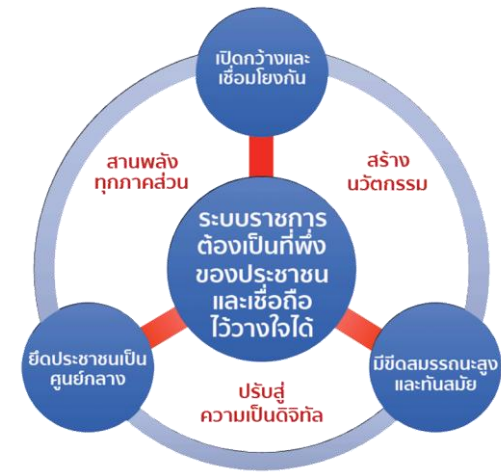 เปิดกว้างและ
เชื่อมโยงกัน
สานพลัง
ทุกภาคส่วน
สร้าง
นวัตกรรม
ระบบราชการ
ต้องเป็นที่พึ่ง
ของประชาชน
และเชื่อถือ
ไว้วางใจได้
ยึดประชาชนเป็น
ศูนย์กลาง
มีขีดสมรรถนะสูง
และทันสมัย
ปรับสู่
ความเป็นดิจิทัล